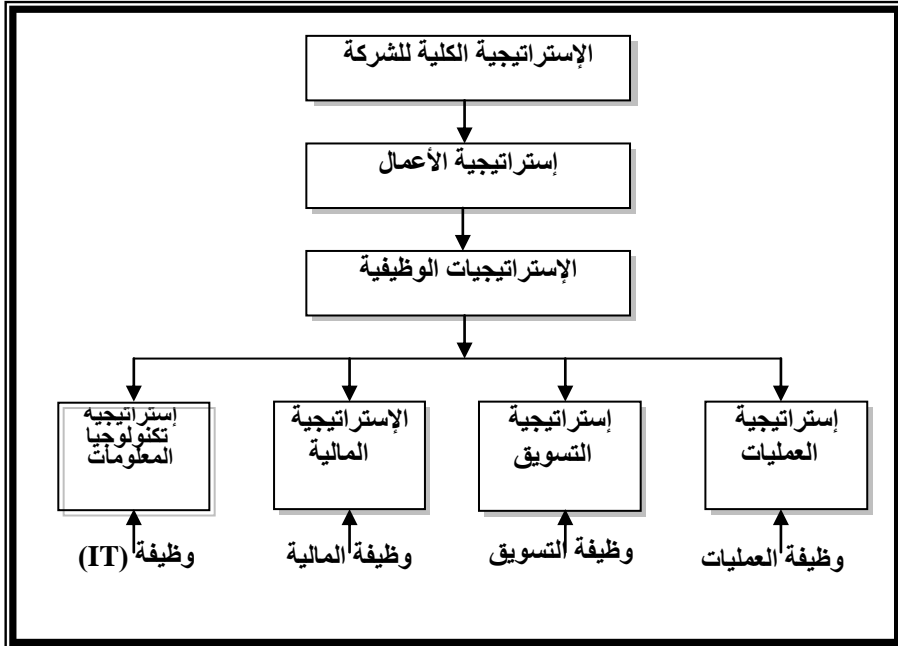 الإستراتيجية الكلية للشركة
إستراتيجية الأعمال
الإستراتيجيات الوظيفية
إستراتيجية
العمليات
إستراتيجية
التسويق
الإستراتيجية
المالية
إستراتيجية
تكنولوجيا
المعلومات
وظيفة العمليات
وظيفة التسويق
وظيفة المالية
وظيفة (IT)